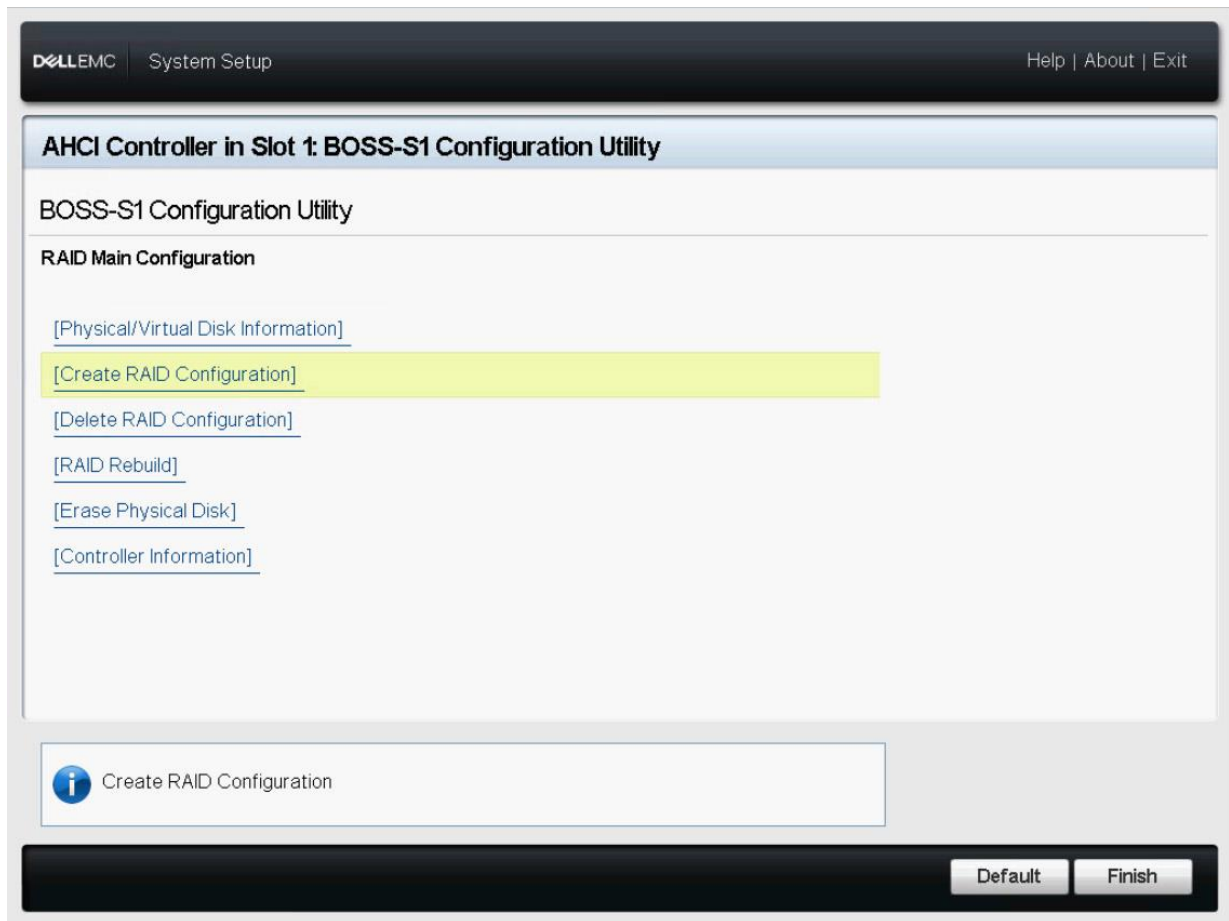 DELLEMC System Setup Help | About | Exit
AHCI Controller in Slot 1: BOSS-S1 Configuration Utility
BOSS-S1 Configuration Utility
RAID Main Configuration
[Physical/Virtual Disk Information]
[Create RAID Configuration]
[Delete RAID Configuration]
[RAID Rebuild]
[Erase Physical Disk]
[Controller Information]
Create RAID Configuration
Default Finish